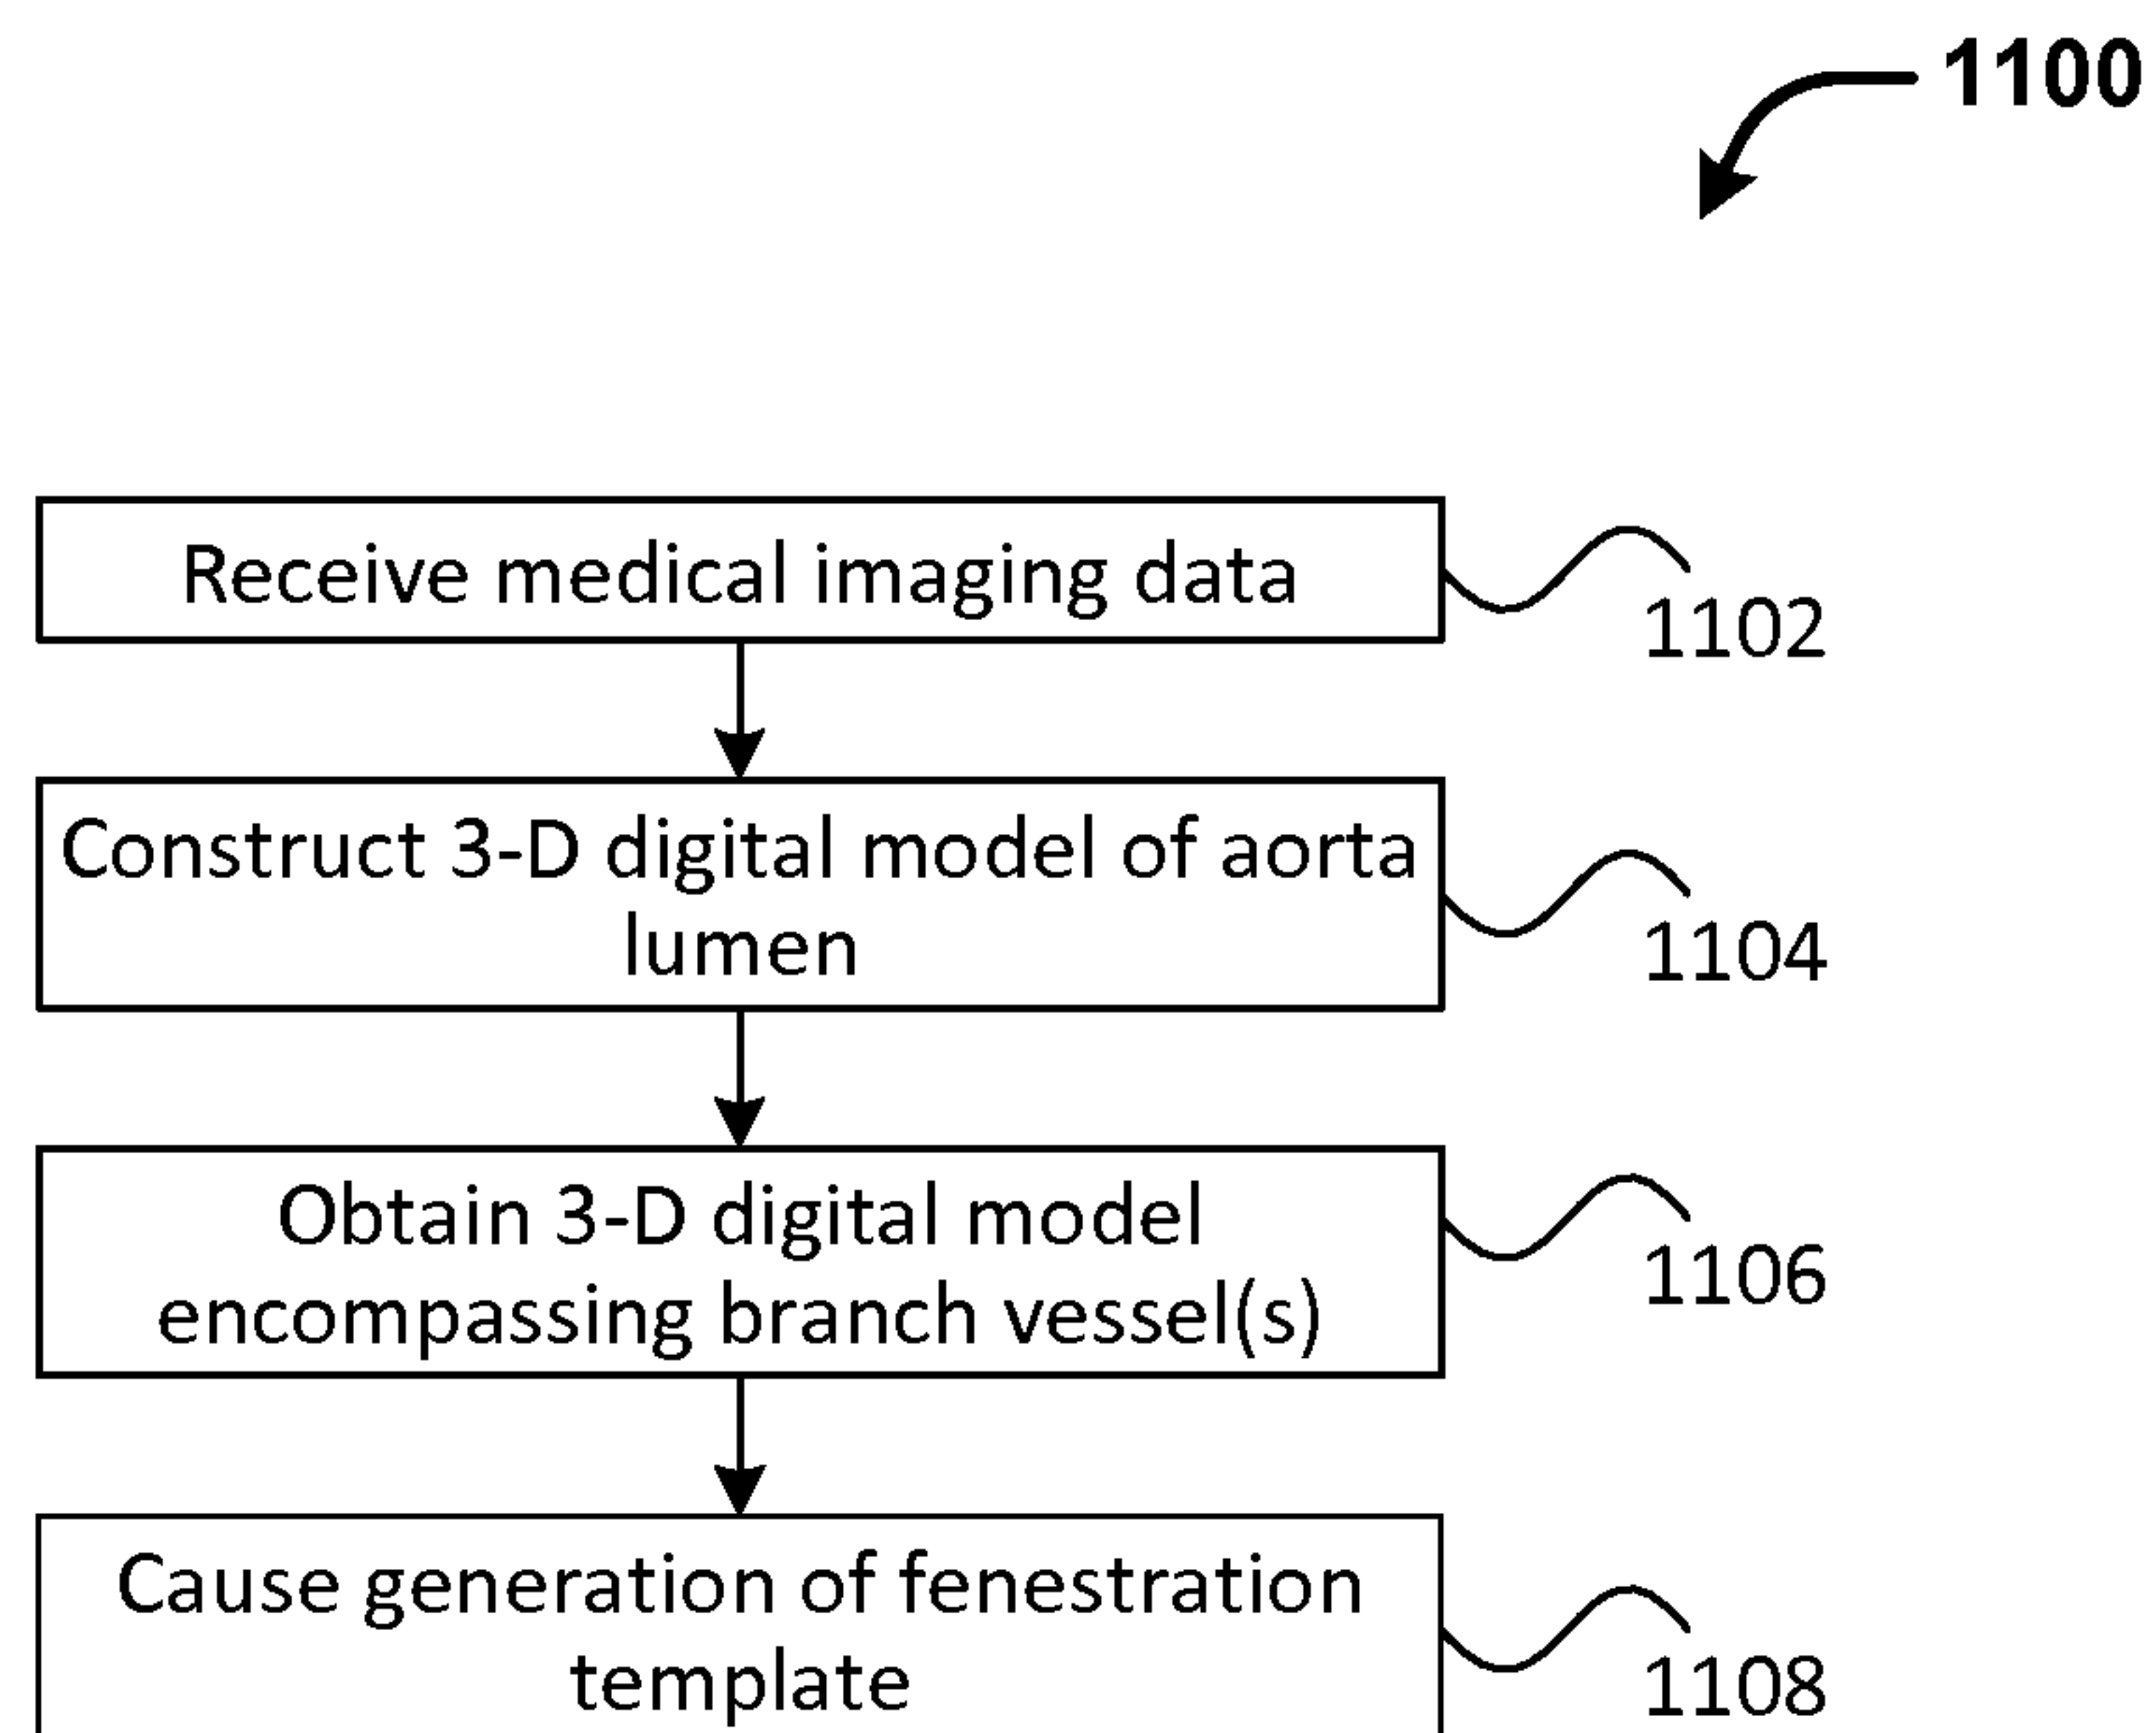 1100
Receive medical imaging data
1102
Construct 3-D digital model of aorta
lumen
1104
Obtain 3-D digital model
encompassing branch vessel(s)
1106
Cause generation of fenestration
template
1108